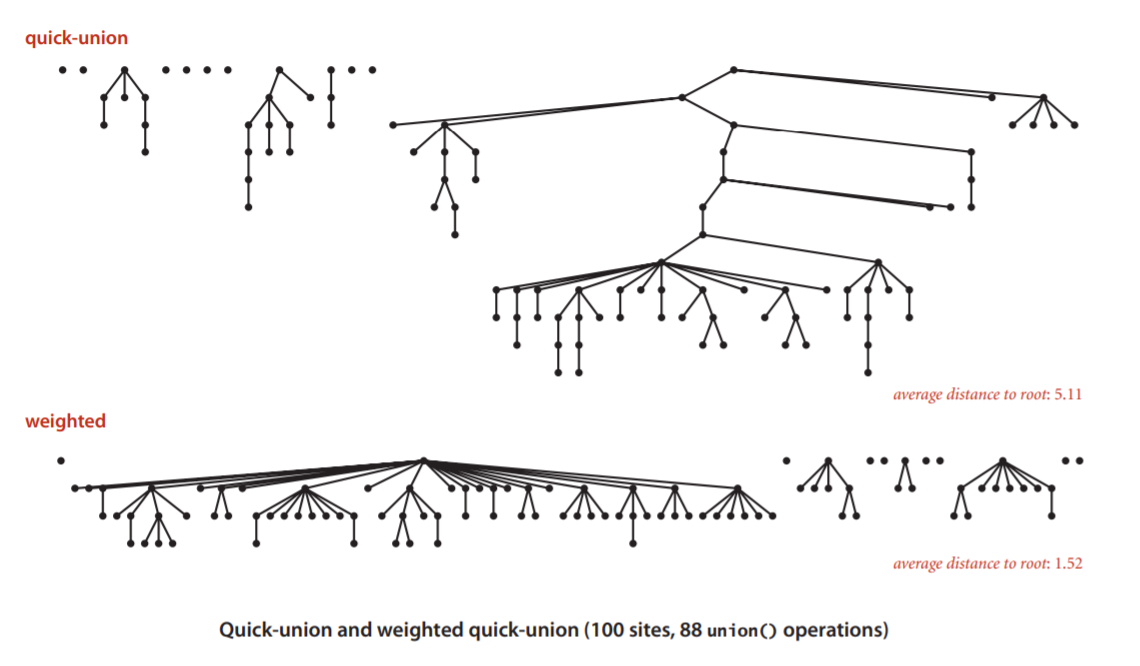 quick-union
average distance to root: 5.11
weighted
average distance to root: 1.52
Quick-union and weighted quick-union (100 sites, 88 union() operations)